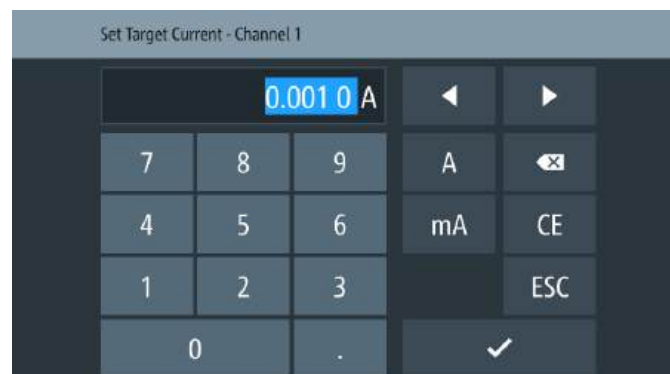 Set Target Current - Channel 1
0.001 0 A
7 8 9 A
4 5 6 mA CE
1 2 3 ESC
0 .